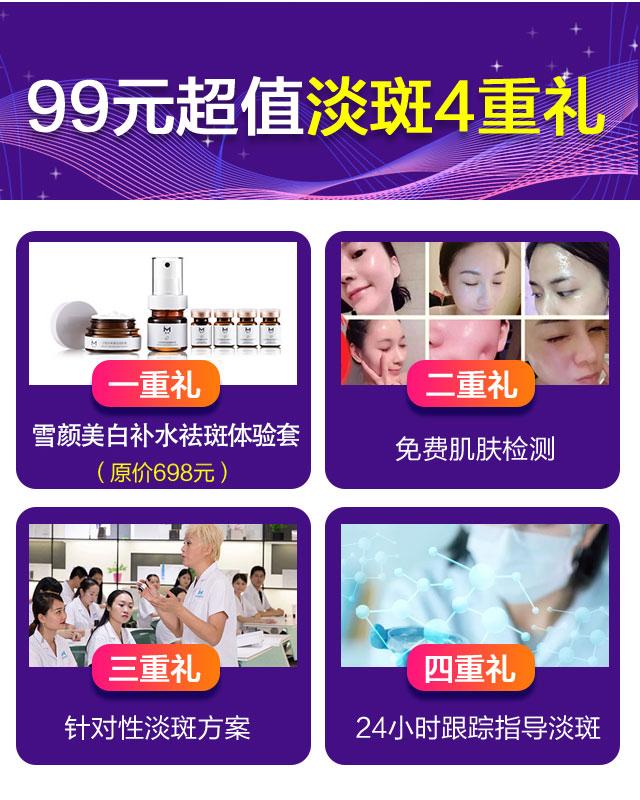 99元超值淡斑4重礼
一重礼
雪颜美白补水祛斑体验套
（原价698元）
二重礼
免费肌肤检测
三重礼
针对性淡斑方案
四重礼
24小时跟踪指导淡斑